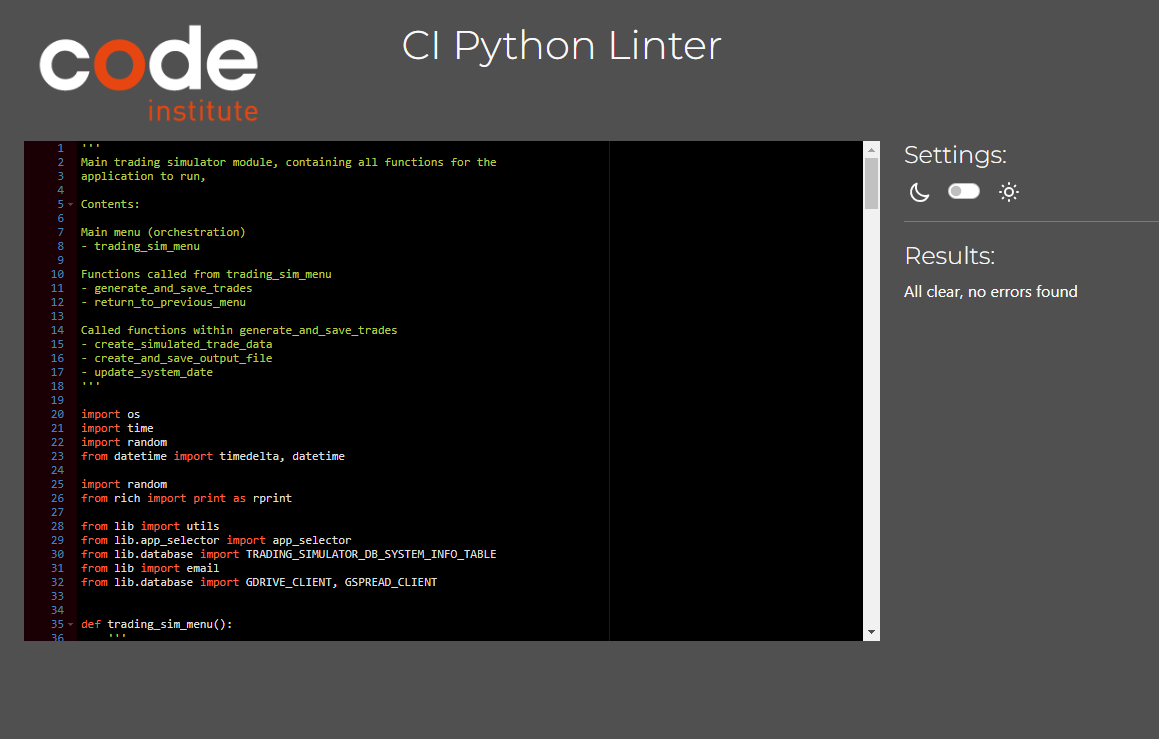 code
institute
CI Python Linter
1 '''
2 Main trading simulator module, containing all functions for the
3 application to run,
4
5 Contents:
6
7 Main menu (orchestration)
8 - trading_sim_menu
9
10 Functions called from trading_sim_menu
11 - generate_and_save_trades
12 - return_to_previous_menu
13
14 Called functions within generate_and_save_trades
15 - create_simulated_trade_data
16 - create_and_save_output_file
17 - update_system_date
18 '''
19
20 import os
21 import time
22 import random
23 from datetime import timedelta, datetime
24
25 import random
26 from rich import print as rprint
27
28 from lib import utils
29 from lib.app_selector import app_selector
30 from lib.database import TRADING_SIMULATOR_DB_SYSTEM_INFO_TABLE
31 from lib import email
32 from lib.database import GDRIVE_CLIENT, GSPREAD_CLIENT
33
34
35 def trading_sim_menu():
36 '''
Settings:
Results:
All clear, no errors found